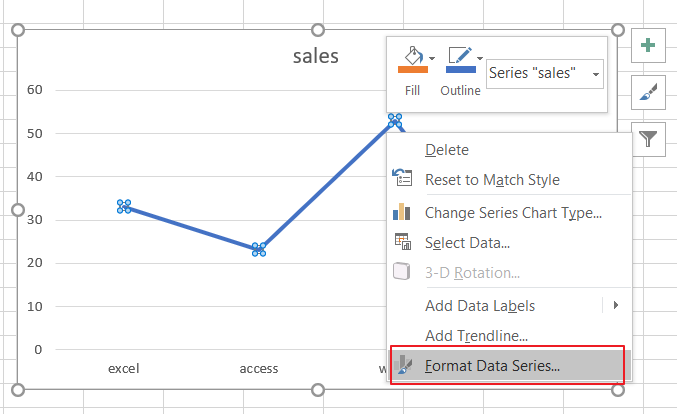 sales
Fill
Outline
Series "sales"
60
50
40
30
20
10
0
excel
access
w
Delete
Reset to Match Style
Change Series Chart Type...
Select Data...
3-D Rotation...
Add Data Labels
Add Trendline...
Format Data Series...